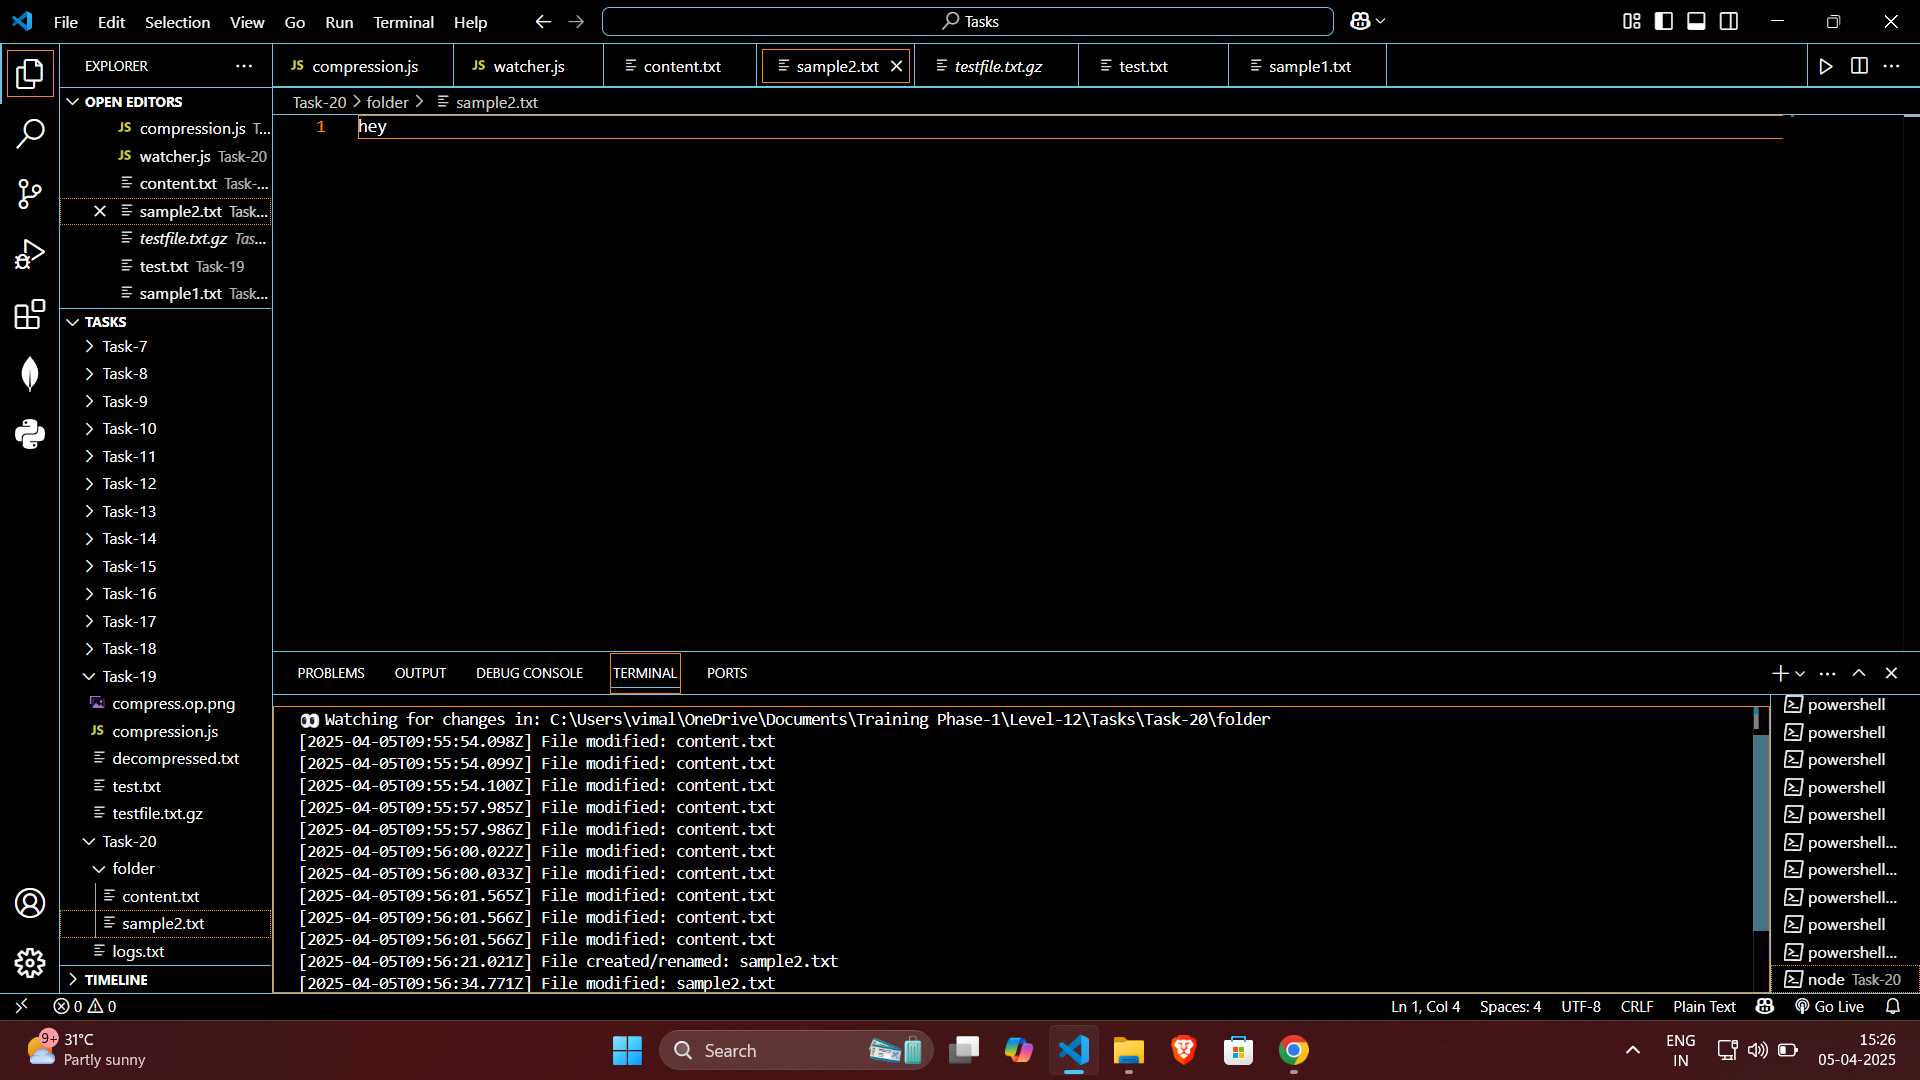 File Edit Selection View Go Run Terminal Help
Tasks
EXPLORER
OPEN EDITORS
JS compression.js T...
JS watcher.js Task-20
content.txt Task-...
sample2.txt Task...
testfile.txt.gz Tas...
test.txt Task-19
sample1.txt Task...
TASKS
Task-7
Task-8
Task-9
Task-10
Task-11
Task-12
Task-13
Task-14
Task-15
Task-16
Task-17
Task-18
Task-19
compress.op.png
JS compression.js
decompressed.txt
test.txt
testfile.txt.gz
Task-20
folder
content.txt
sample2.txt
logs.txt
TIMELINE
JS compression.js JS watcher.js content.txt sample2.txt testfile.txt.gz test.txt sample1.txt
Task-20 > folder > sample2.txt
1 hey
PROBLEMS OUTPUT DEBUG CONSOLE TERMINAL PORTS
Watching for changes in: C:\Users\vimal\OneDrive\Documents\Training Phase-1\Level-12\Tasks\Task-20\folder
[2025-04-05T09:55:54.098Z] File modified: content.txt
[2025-04-05T09:55:54.099Z] File modified: content.txt
[2025-04-05T09:55:54.100Z] File modified: content.txt
[2025-04-05T09:55:57.985Z] File modified: content.txt
[2025-04-05T09:55:57.986Z] File modified: content.txt
[2025-04-05T09:56:00.022Z] File modified: content.txt
[2025-04-05T09:56:00.033Z] File modified: content.txt
[2025-04-05T09:56:01.565Z] File modified: content.txt
[2025-04-05T09:56:01.566Z] File modified: content.txt
[2025-04-05T09:56:01.566Z] File modified: content.txt
[2025-04-05T09:56:21.021Z] File created/renamed: sample2.txt
[2025-04-05T09:56:34.771Z] File modified: sample2.txt
powershell
powershell
powershell
powershell
powershell
powershell...
powershell...
powershell...
powershell
powershell...
node Task-20
0 0
Ln 1, Col 4 Spaces: 4 UTF-8 CRLF Plain Text Go Live
9+
31°C
Partly sunny
Search
ENG
IN
15:26
05-04-2025